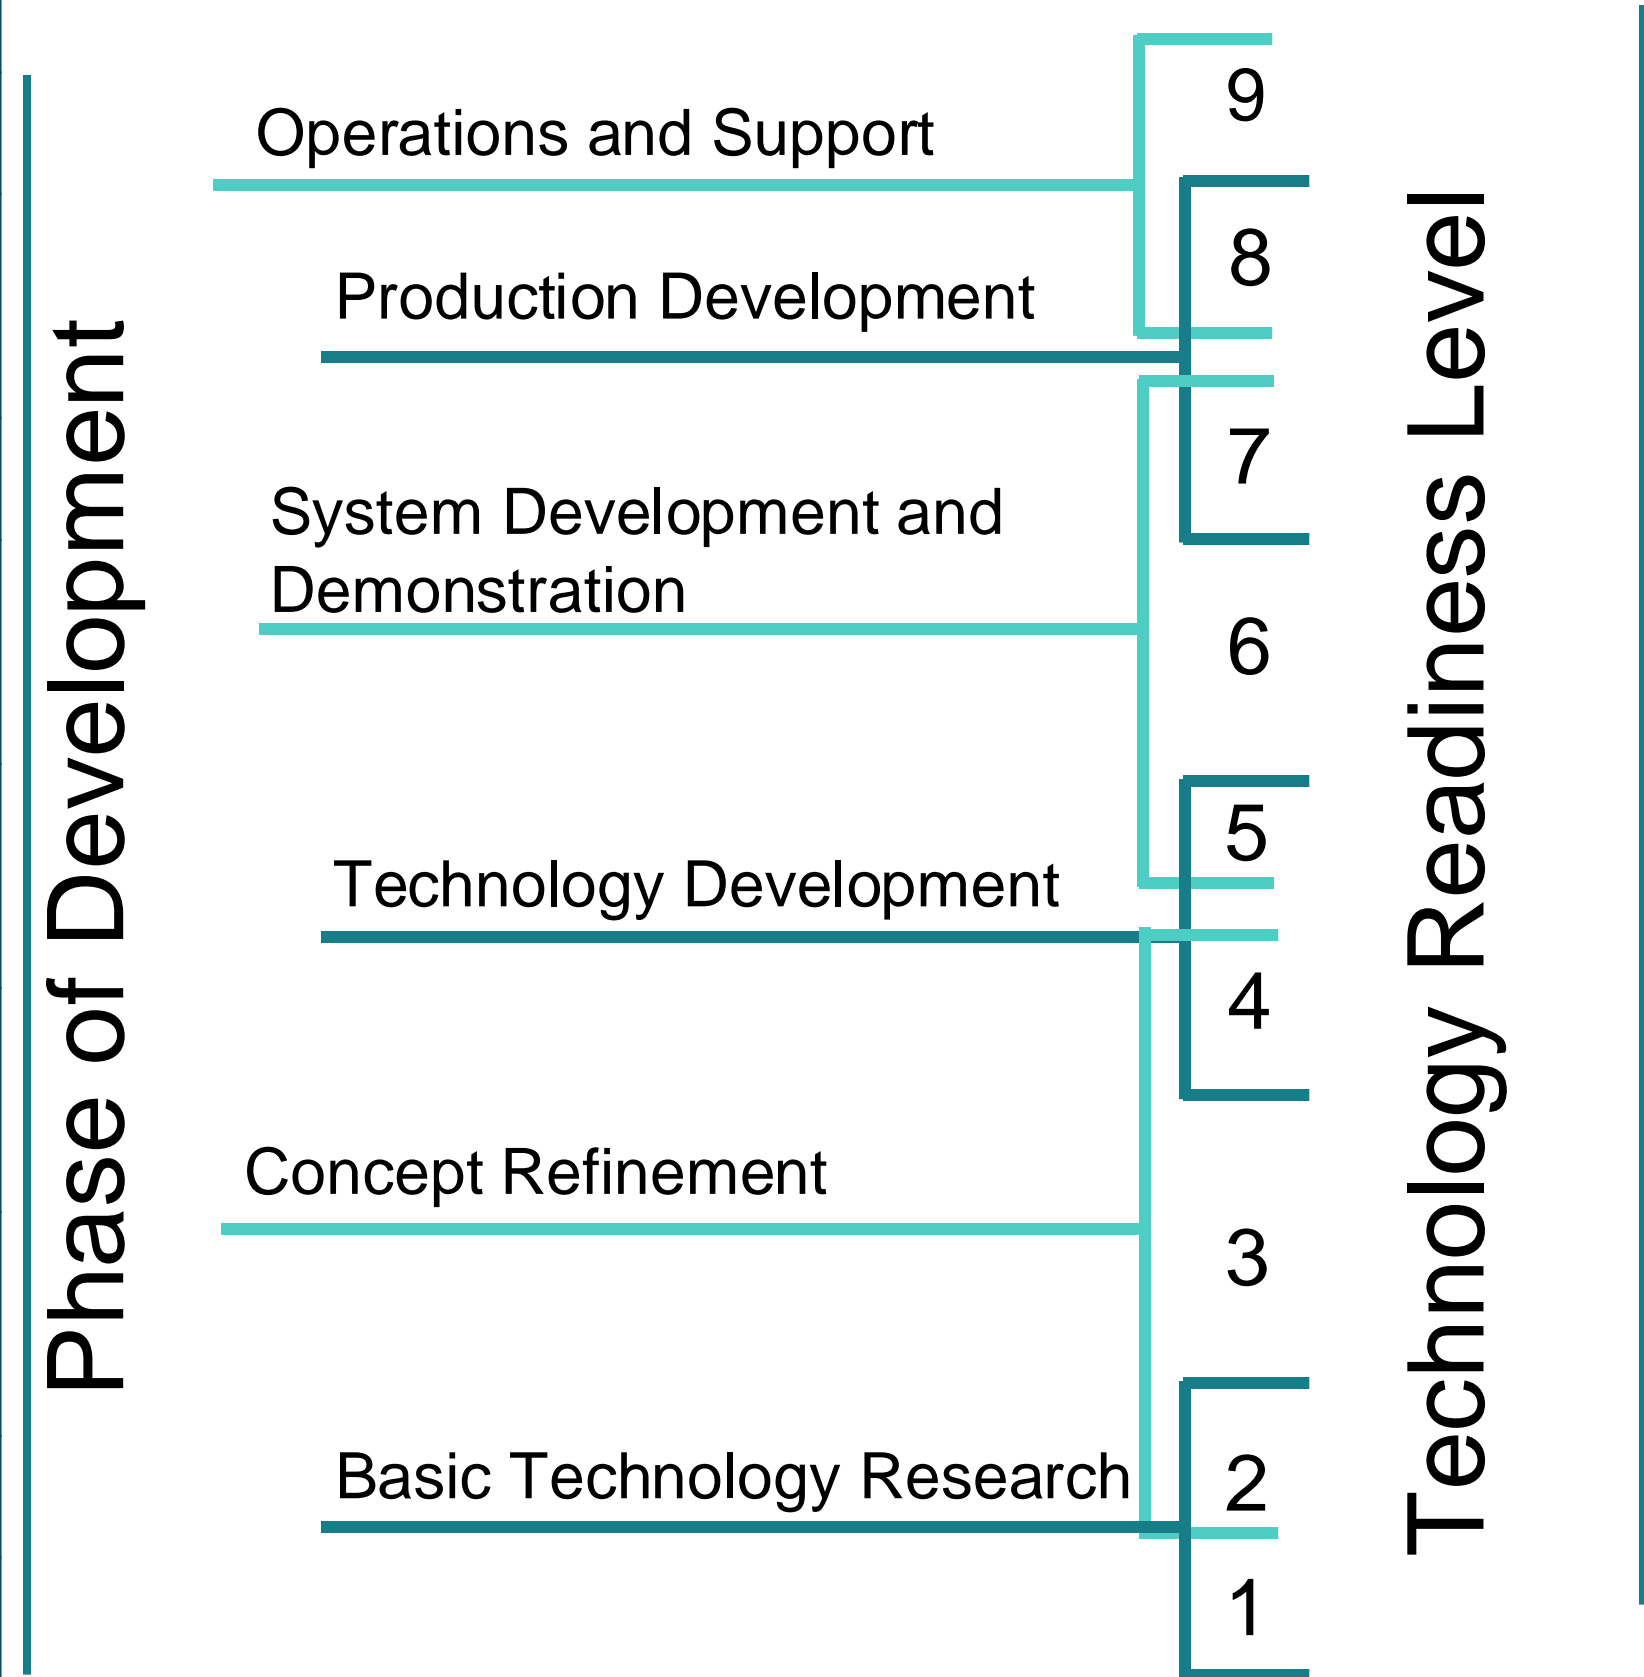 Phase of Development
Operations and Support
Production Development
System Development and
Demonstration
Technology Development
Concept Refinement
Basic Technology Research
9
8
7
6
5
4
3
2
1
Technology Readiness Level